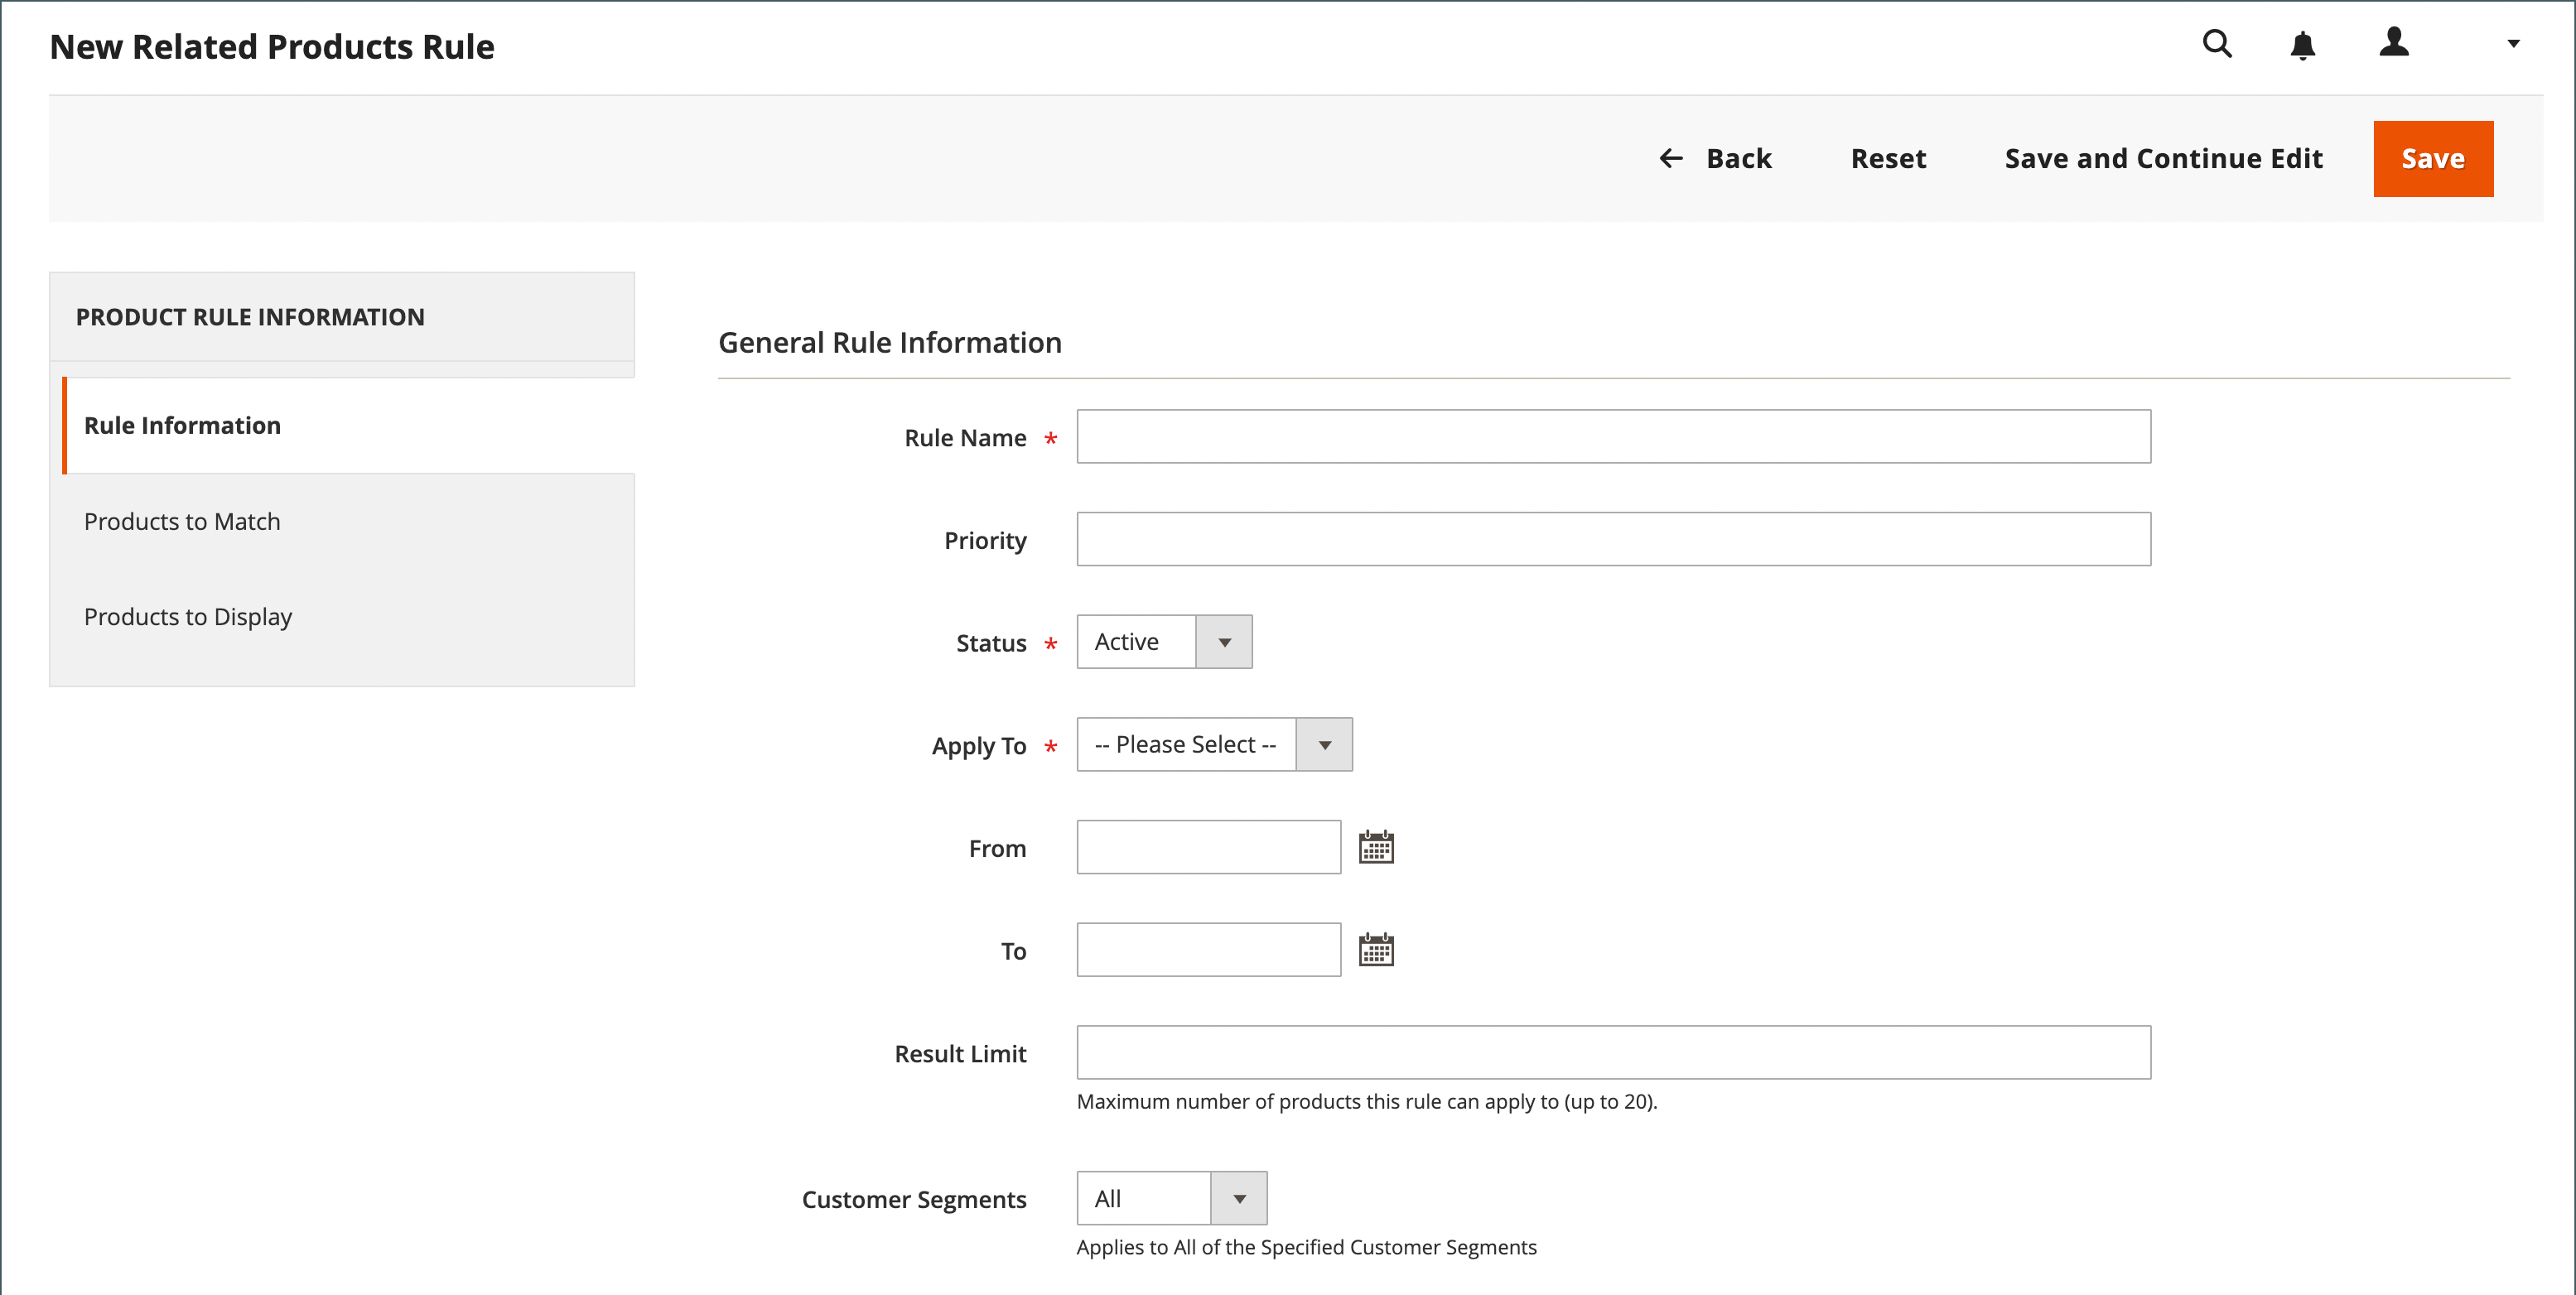 New Related Products Rule
Back Reset Save and Continue Edit Save
PRODUCT RULE INFORMATION
Rule Information
Products to Match
Products to Display
General Rule Information
Rule Name *
Priority
Status * Active
Apply To * -- Please Select --
From
To
Result Limit
Maximum number of products this rule can apply to (up to 20).
Customer Segments All
Applies to All of the Specified Customer Segments